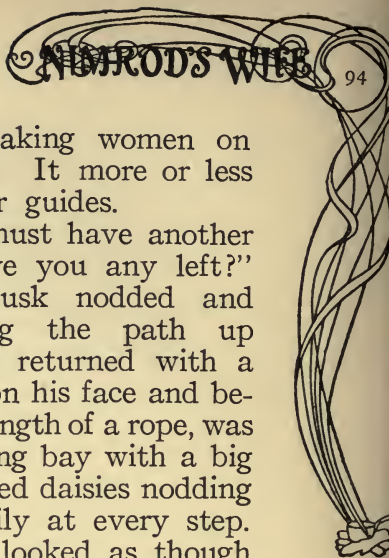 NIMROD'S WIFE
94
aking women on
It more or less
r guides.
must have another
ve you any left?"
usk nodded and
g the path up
returned with a
on his face and be-
ngth of a rope, was
ng bay with a big
ed daisies nodding
ily at every step.
looked as though